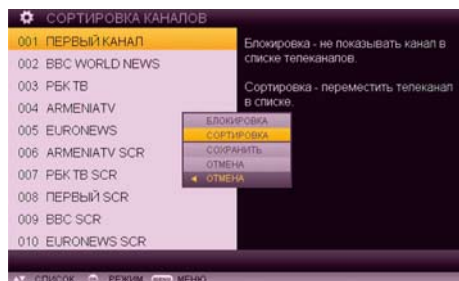 СОРТИРОВКА КАНАЛОВ
001 ПЕРВЫЙ КАНАЛ
002 BBC WORLD NEWS
003 РБК ТВ
004 ARMENIATV
005 EURONEWS
006 ARMENIATV SCR
007 РБК ТВ SCR
008 ПЕРВЫЙ SCR
009 BBC SCR
010 EURONEWS SCR
Блокировка - не показывать канал в
списке телеканалов.
Сортировка - переместить телеканал
в списке.
БЛОКИРОВКА
СОРТИРОВКА
СОХРАНИТЬ
ОТМЕНА
ОТМЕНА
СПИСОК РЕЖИМ МЕНЮ